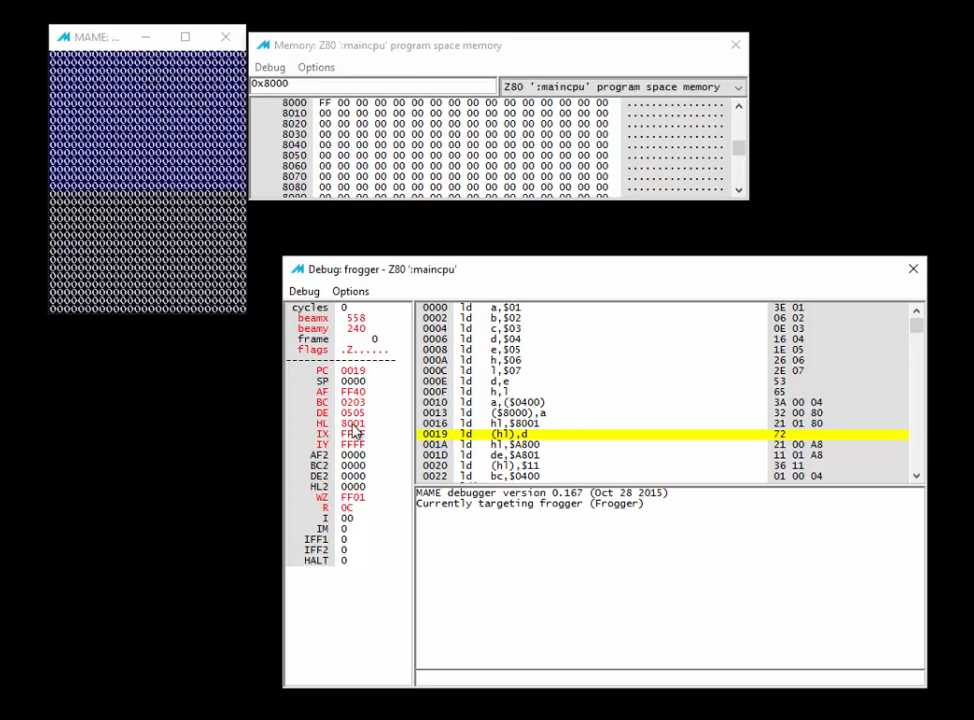 MAME: ...
Memory: Z80 ':maincpu' program space memory
Debug Options
0x8000 Z80 ':maincpu' program space memory
8000 FF 00 00 00 00 00 00 00 00 00 00 00 00 00 00 00 ................
8010 00 00 00 00 00 00 00 00 00 00 00 00 00 00 00 00 ................
8020 00 00 00 00 00 00 00 00 00 00 00 00 00 00 00 00 ................
8030 00 00 00 00 00 00 00 00 00 00 00 00 00 00 00 00 ................
8040 00 00 00 00 00 00 00 00 00 00 00 00 00 00 00 00 ................
8050 00 00 00 00 00 00 00 00 00 00 00 00 00 00 00 00 ................
8060 00 00 00 00 00 00 00 00 00 00 00 00 00 00 00 00 ................
8070 00 00 00 00 00 00 00 00 00 00 00 00 00 00 00 00 ................
8080 00 00 00 00 00 00 00 00 00 00 00 00 00 00 00 00 ................
Debug: frogger - Z80 ':maincpu'
Debug Options
cycles 0
beamx 558
beamy 240
frame 0
flags .Z......
PC 0019
SP 0000
AF FF40
BC 0203
DE 0505
HL 8001
IX
IY FFFF
AF2 0000
BC2 0000
DE2 0000
HL2 0000
WZ FF01
R 0C
I 00
IM 0
IFF1 0
IFF2 0
HALT 0
0000 ld a,$01 3E 01
0002 ld b,$02 06 02
0004 ld c,$03 0E 03
0006 ld d,$04 16 04
0008 ld e,$05 1E 05
000A ld h,$06 26 06
000C ld l,$07 2E 07
000E ld d,e 53
000F ld h,l 65
0010 ld a,($0400) 3A 00 04
0013 ld ($8000),a 32 00 80
0016 ld hl,$8001 21 01 80
0019 ld (hl),d 72
001A ld hl,$A800 21 00 A8
001D ld de,$A801 11 01 A8
0020 ld (hl),$11 36 11
0022 ld bc,$0400 01 00 04
MAME debugger version 0.167 (Oct 28 2015)
Currently targeting frogger (Frogger)